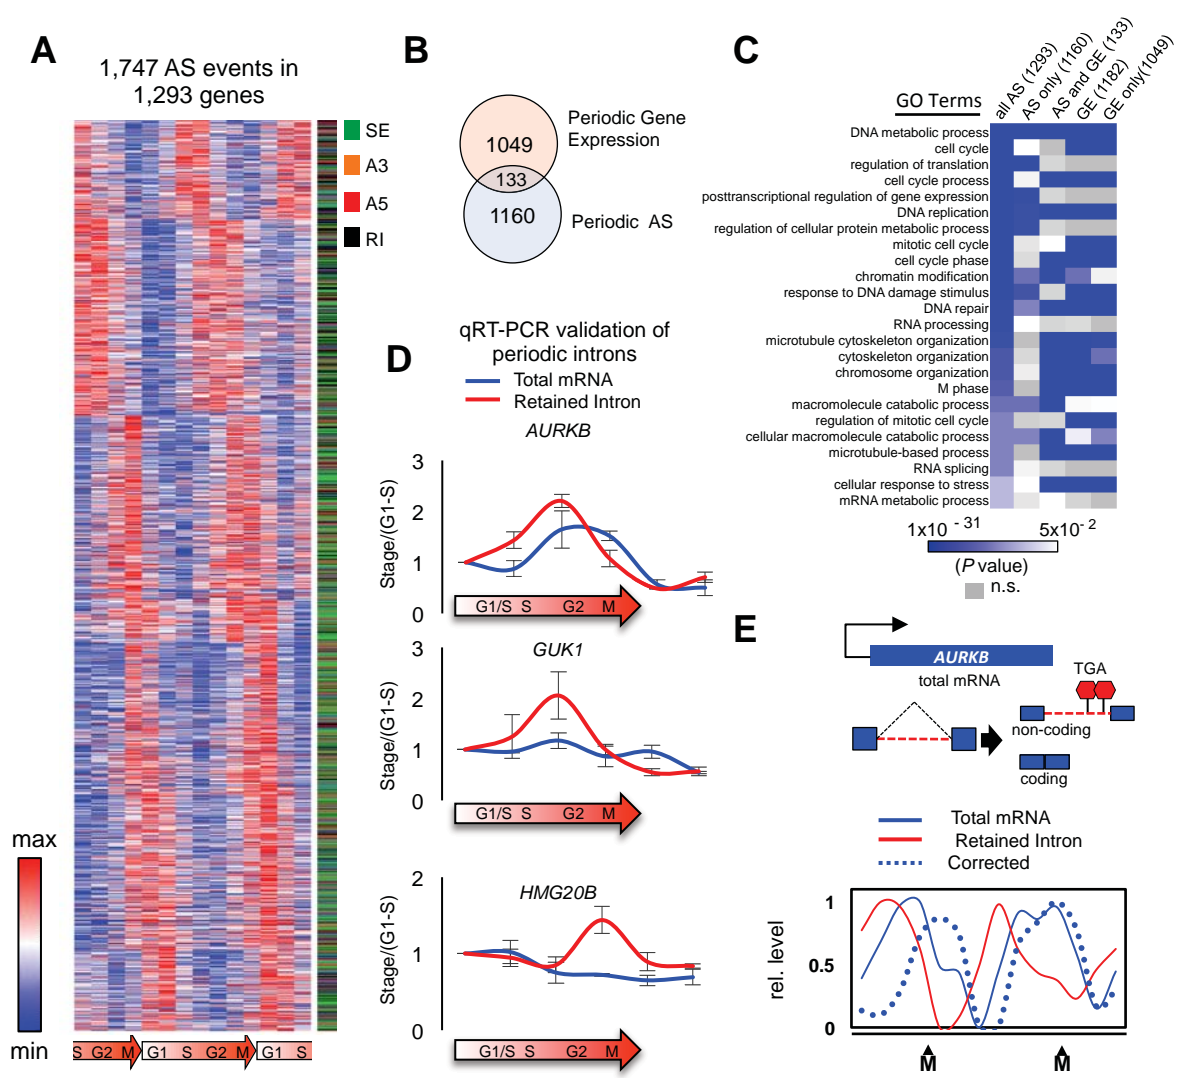 A
1,747 AS events in
1,293 genes
SE
A3
A5
RI
max
min
S G2 M G1 S G2 M G1 S
B
1049
133
1160
Periodic Gene
Expression
Periodic AS
C
GO Terms
all AS (1293)
AS only (1160)
AS and GE (133)
GE (1182)
GE only(1049)
DNA metabolic process
cell cycle
regulation of translation
cell cycle process
posttranscriptional regulation of gene expression
DNA replication
regulation of cellular protein metabolic process
mitotic cell cycle
cell cycle phase
chromatin modification
response to DNA damage stimulus
DNA repair
RNA processing
microtubule cytoskeleton organization
cytoskeleton organization
chromosome organization
M phase
macromolecule catabolic process
regulation of mitotic cell cycle
cellular macromolecule catabolic process
microtubule-based process
RNA splicing
cellular response to stress
mRNA metabolic process
1x10 - 31 5x10- 2
(P value)
n.s.
D
qRT-PCR validation of
periodic introns
Total mRNA
Retained Intron
AURKB
3
2
1
0
Stage/(G1-S)
G1/S S G2 M
GUK1
3
2
1
0
Stage/(G1-S)
G1/S S G2 M
HMG20B
2
1
0
Stage/(G1-S)
G1/S S G2 M
E
AURKB
total mRNA
TGA
non-coding
coding
Total mRNA
Retained Intron
Corrected
1
0.5
0
rel. level
M M